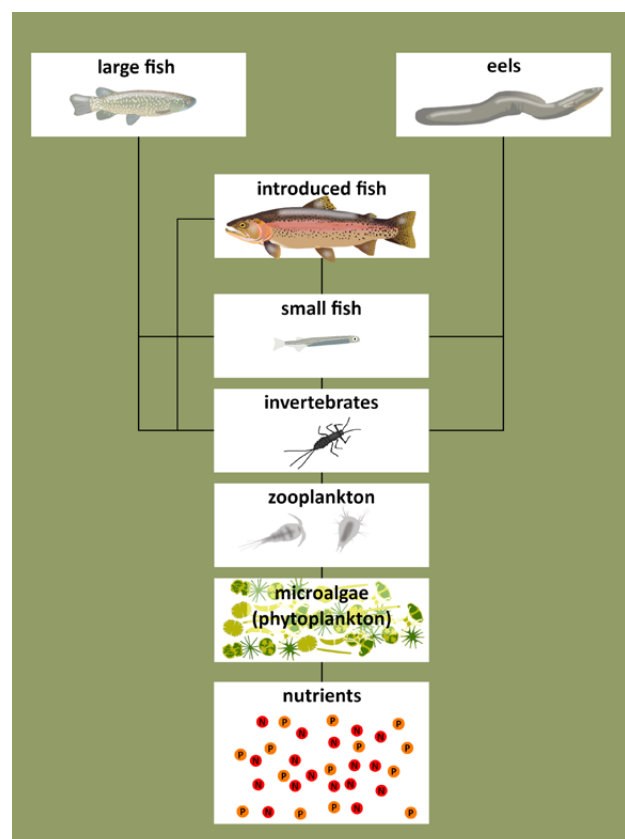 large fish
eels
introduced fish
small fish
invertebrates
zooplankton
microalgae
(phytoplankton)
nutrients
N P P P
N N N
P N P P
P N N
P N N P
P N
N N N N N
P N P P N P